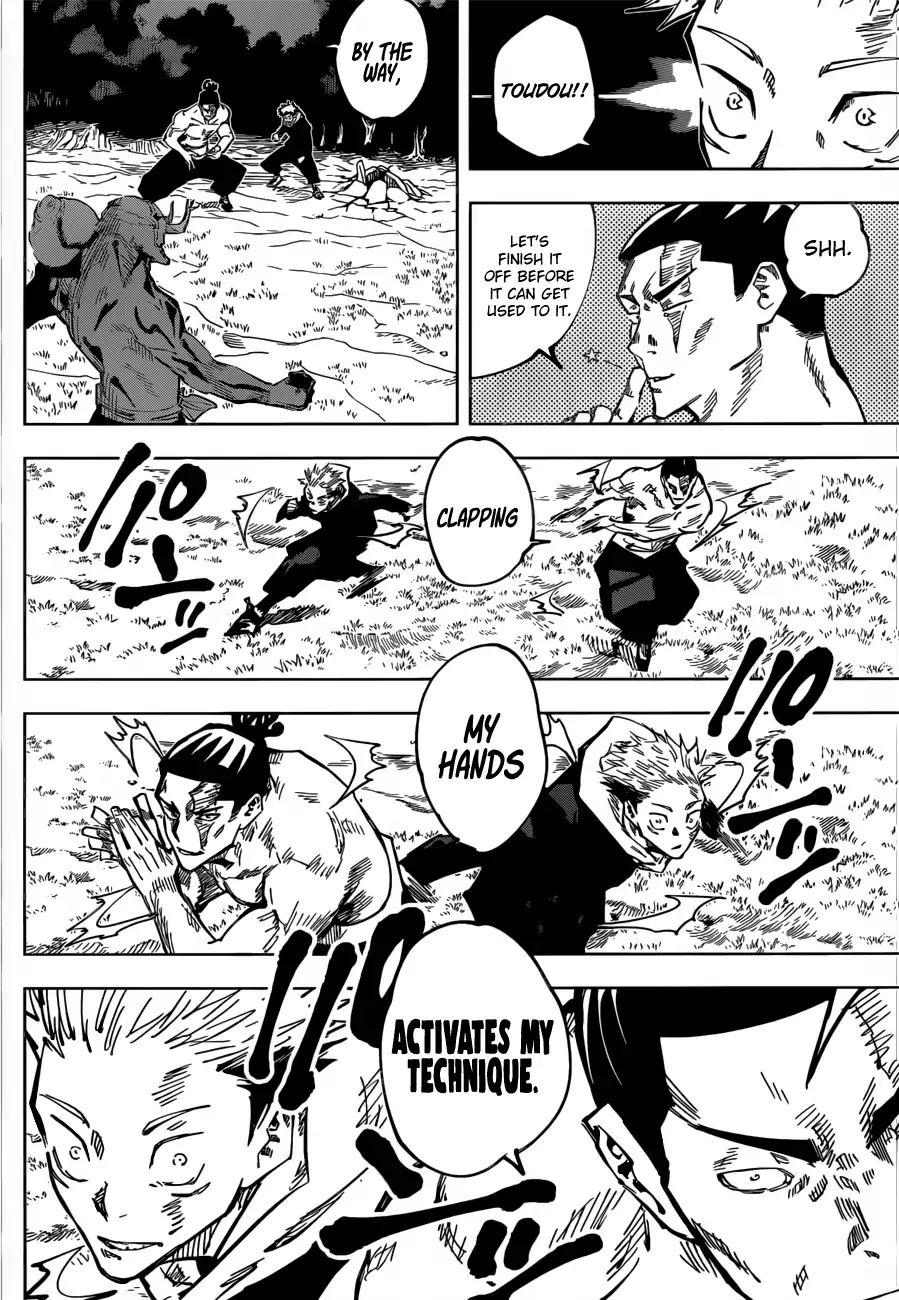 TOUDOU!!
SHH.
LET'S
FINISH IT
OFF BEFORE
IT CAN GET
USED TO IT.
BY THE
WAY,
CLAPPING
パンッ
MY
HANDS
パンッ
ACTIVATES MY
TECHNIQUE.
パンッ